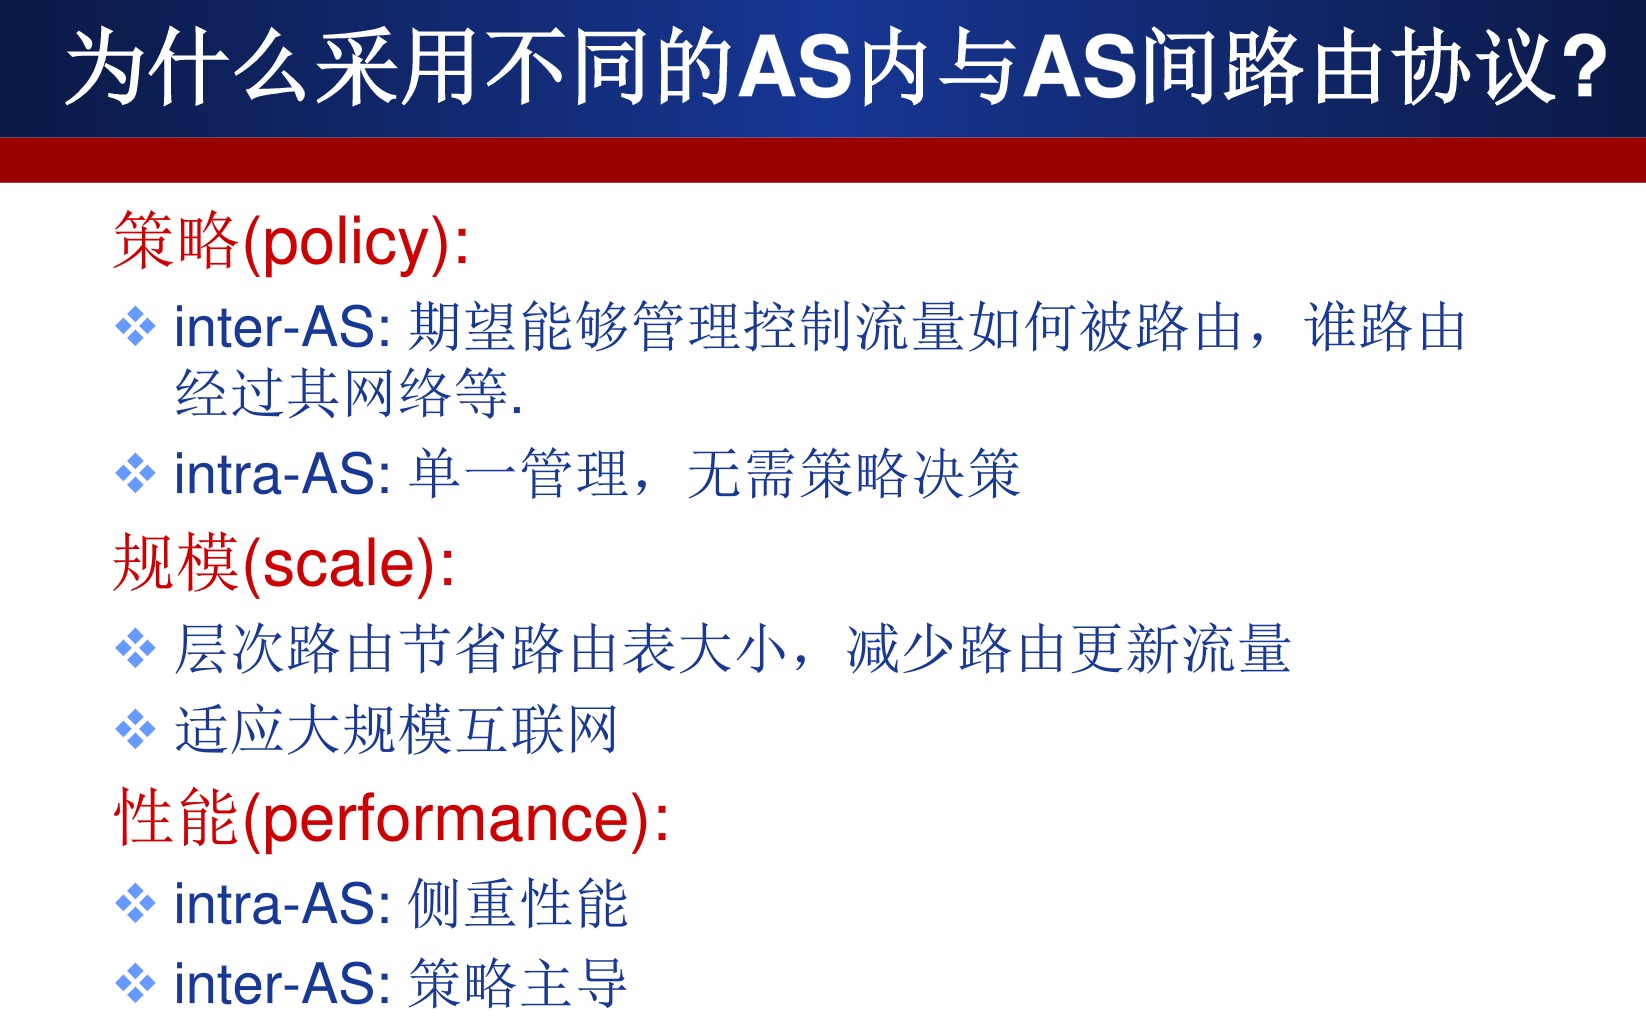 为什么采用不同的AS内与AS间路由协议?
策略(policy):
inter-AS: 期望能够管理控制流量如何被路由，谁路由
经过其网络等.
intra-AS: 单一管理，无需策略决策
规模(scale):
层次路由节省路由表大小，减少路由更新流量
适应大规模互联网
性能(performance):
intra-AS: 侧重性能
inter-AS: 策略主导